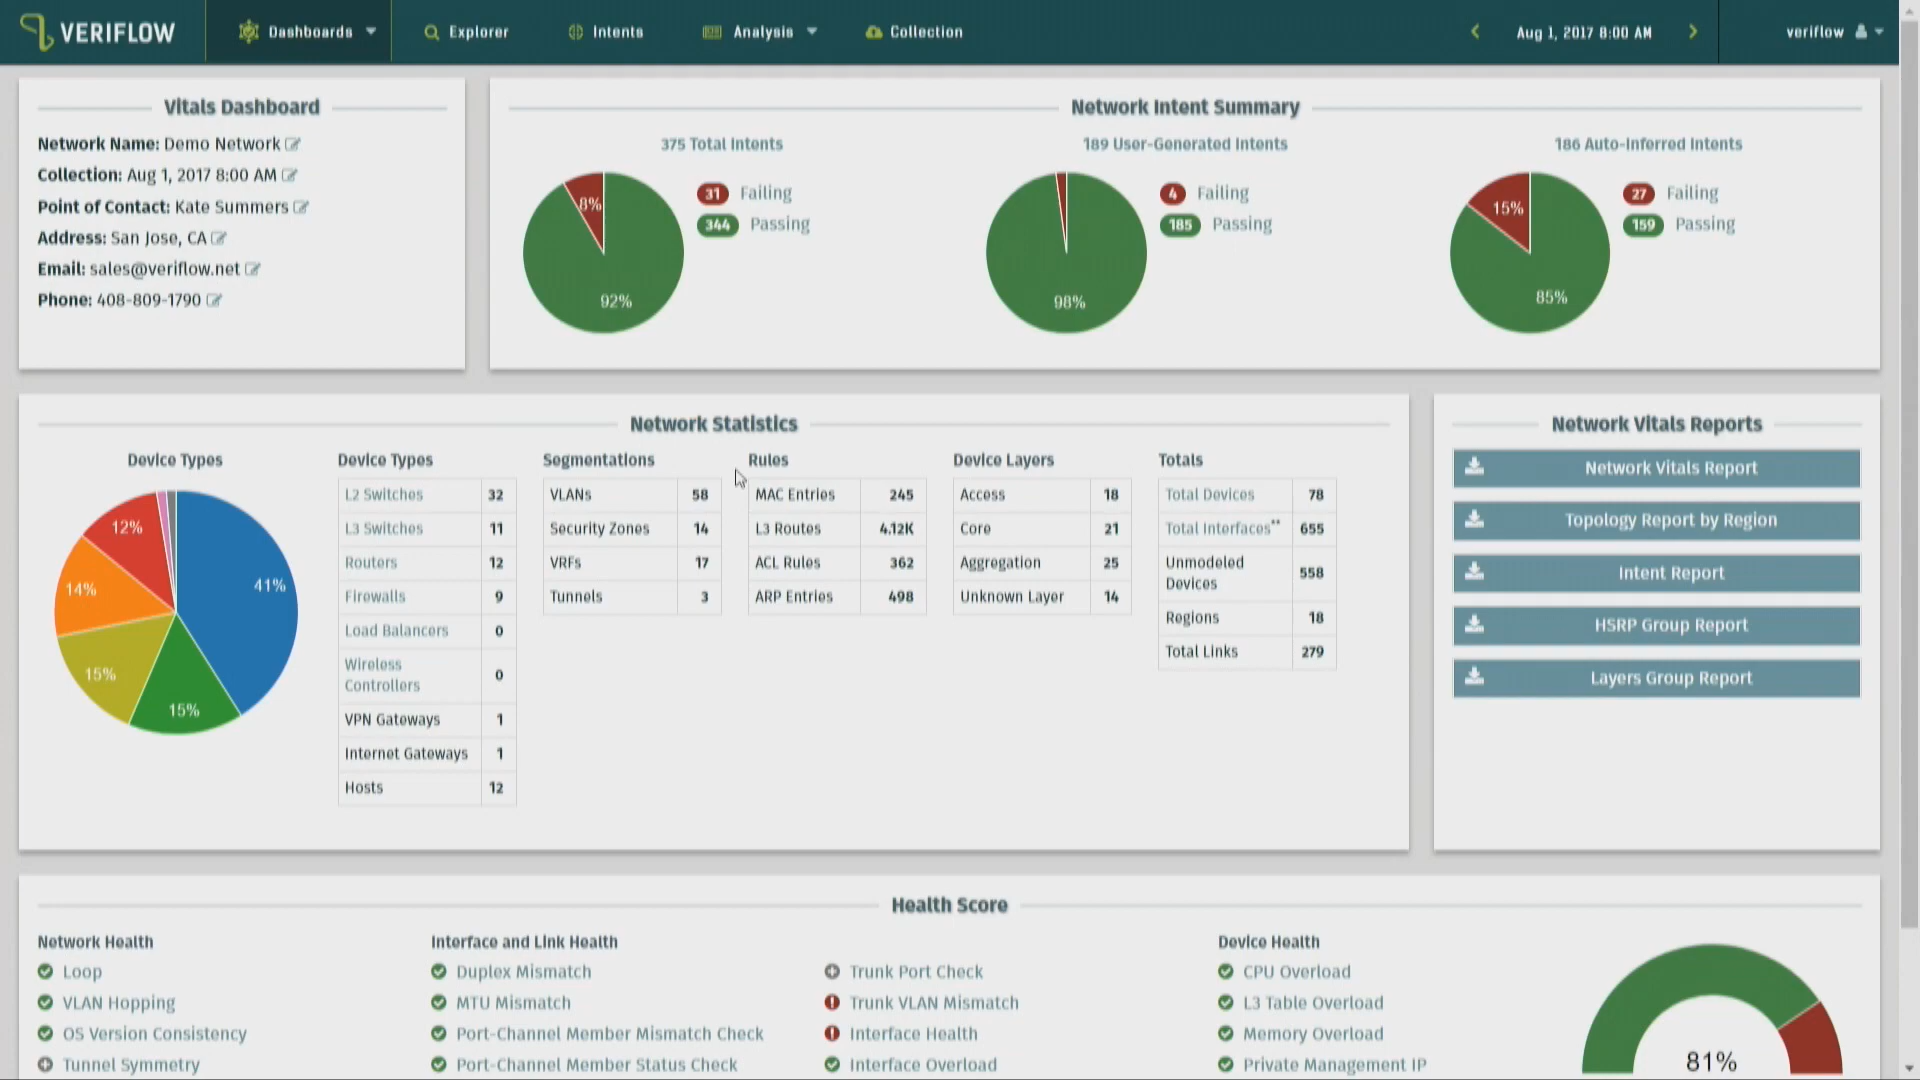 VERIFLOW
Dashboards
Explorer
Intents
Analysis
Collection
Aug 1, 2017 8:00 AM
veriflow
Vitals Dashboard
Network Name: Demo Network
Collection: Aug 1, 2017 8:00 AM
Point of Contact: Kate Summers
Address: San Jose, CA
Email: sales@veriflow.net
Phone: 408-809-1790
Network Intent Summary
375 Total Intents
8%
92%
31 Failing
344 Passing
189 User-Generated Intents
98%
4 Failing
185 Passing
186 Auto-Inferred Intents
15%
85%
27 Failing
159 Passing
Network Statistics
Device Types
41%
15%
15%
14%
12%
Device Types
L2 Switches 32
L3 Switches 11
Routers 12
Firewalls 9
Load Balancers 0
Wireless
Controllers 0
VPN Gateways 1
Internet Gateways 1
Hosts 12
Segmentations
VLANs 58
Security Zones 14
VRFs 17
Tunnels 3
Rules
MAC Entries 245
L3 Routes 4.12K
ACL Rules 362
ARP Entries 498
Device Layers
Access 18
Core 21
Aggregation 25
Unknown Layer 14
Totals
Total Devices 78
Total Interfaces** 655
Unmodeled
Devices 558
Regions 18
Total Links 279
Network Vitals Reports
Network Vitals Report
Topology Report by Region
Intent Report
HSRP Group Report
Layers Group Report
Health Score
Network Health
Loop
VLAN Hopping
OS Version Consistency
Tunnel Symmetry
Interface and Link Health
Duplex Mismatch
MTU Mismatch
Port-Channel Member Mismatch Check
Port-Channel Member Status Check
Trunk Port Check
Trunk VLAN Mismatch
Interface Health
Interface Overload
Device Health
CPU Overload
L3 Table Overload
Memory Overload
Private Management IP
81%